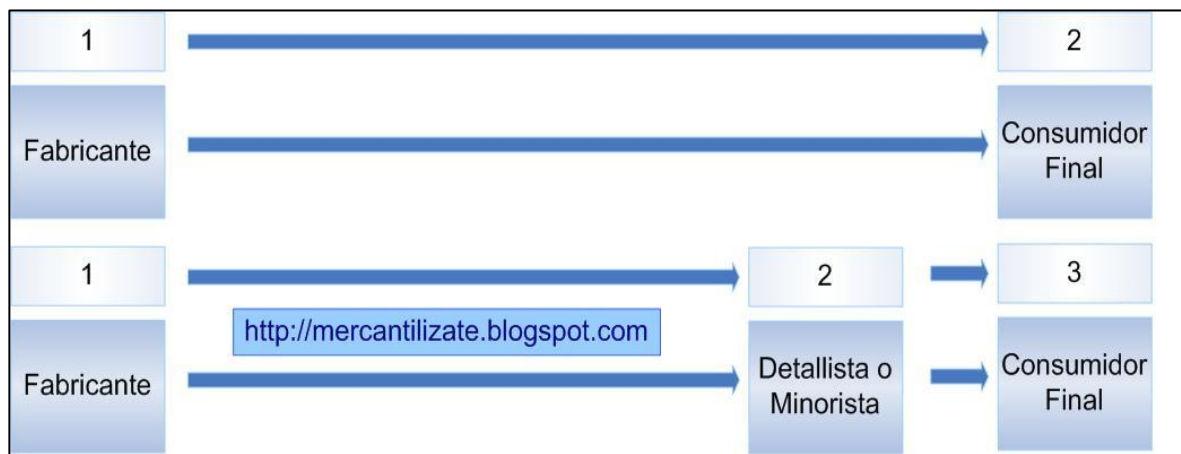 1
2
Fabricante
Consumidor
Final
1
2
3
http://mercantilizate.blogspot.com
Fabricante
Detallista o
Minorista
Consumidor
Final